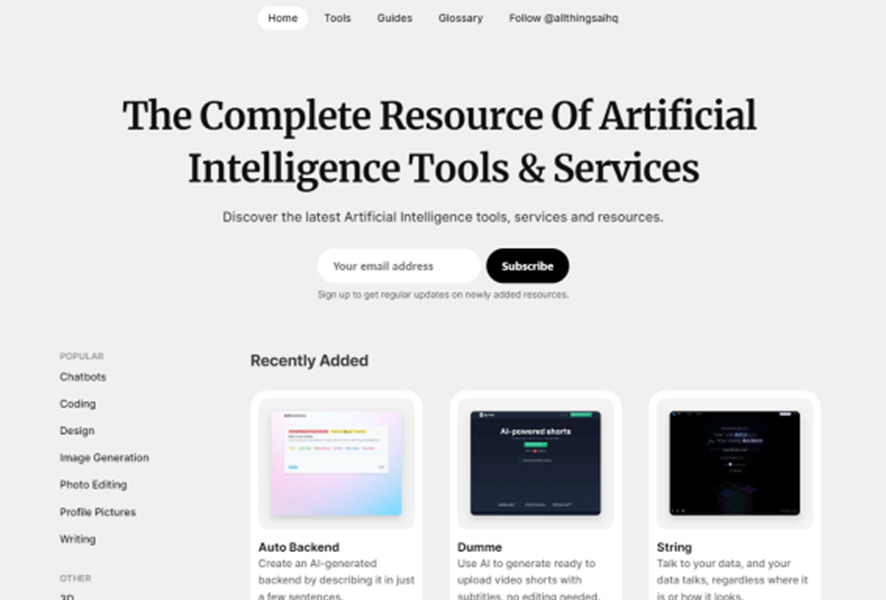 Home Tools Guides Glossary Follow @allthingsaihq
The Complete Resource Of Artificial
Intelligence Tools & Services
Discover the latest Artificial Intelligence tools, services and resources.
Your email address Subscribe
Sign up to get regular updates on newly added resources.
POPULAR
Chatbots
Coding
Design
Image Generation
Photo Editing
Profile Pictures
Writing
OTHER
3D
Recently Added
AI-powered shorts
Auto Backend
Create an AI-generated
backend by describing it in just
a few sentences.
Dumme
Use AI to generate ready to
upload video shorts with
subtitles, no editing needed.
String
Talk to your data, and your
data talks, regardless where it
is or how it looks.